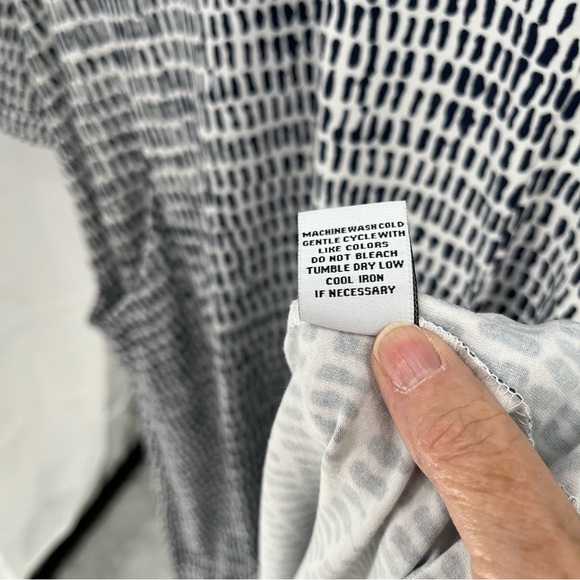 MACHINE WASH COLD
GENTLE CYCLE WITH
LIKE COLORS
DO NOT BLEACH
TUMBLE DRY LOW
COOL IRON
IF NECESSARY